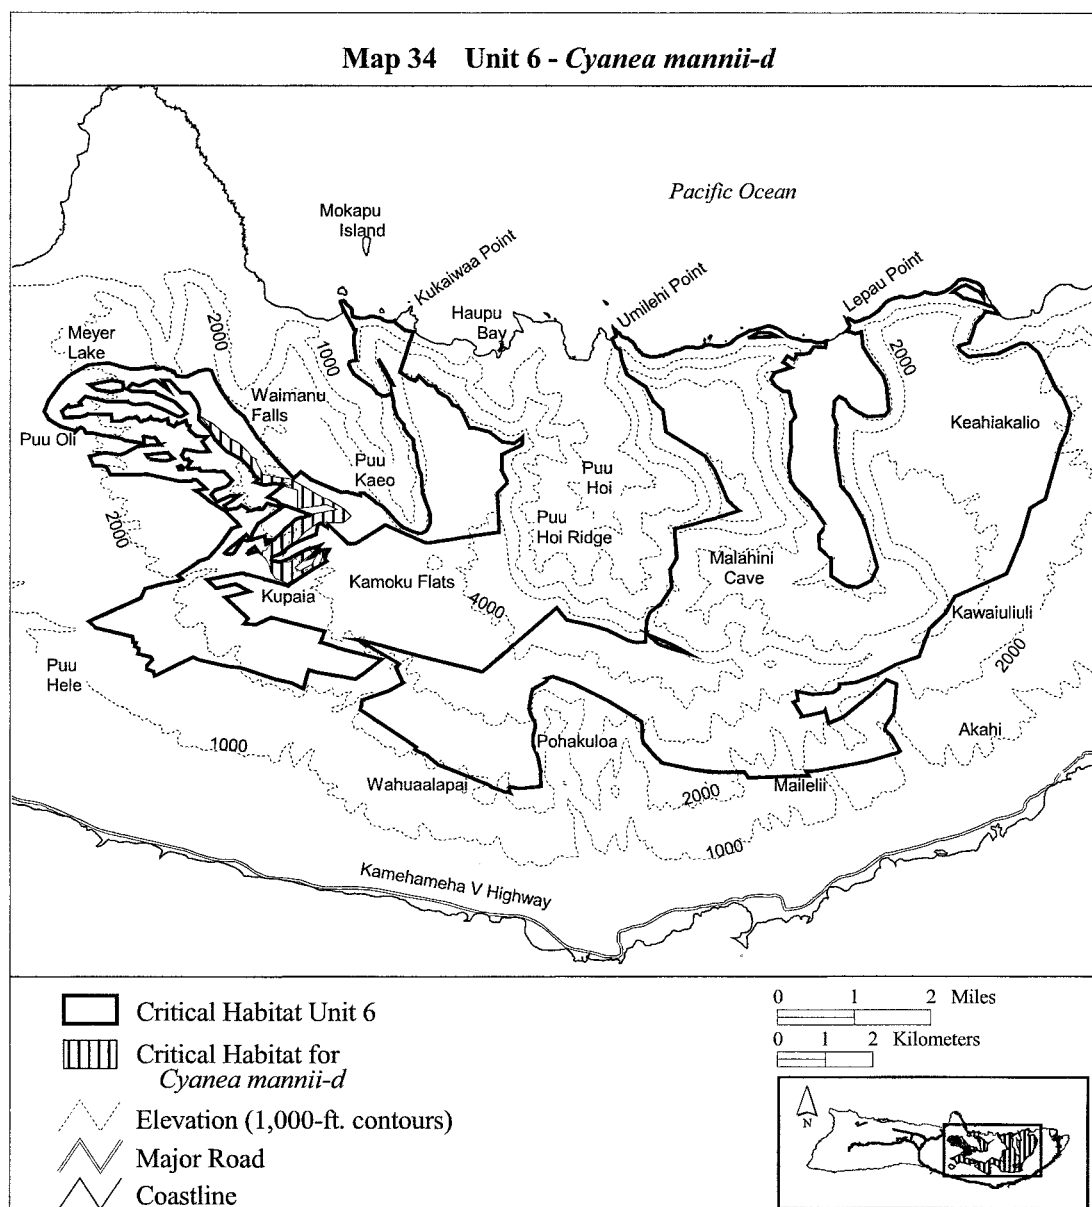 Map 34 Unit 6 - Cyanea mannii-d
Pacific Ocean
Mokapu
Island
Kukaiwaa Point
Haupu
Bay
Umilehi Point
Lepau Point
Meyer
Lake
2000
1000
2000
Waimanu
Falls
Keahiakalio
Puu Oli
Puu
Kaeo
Puu
Hoi
2000
Puu
Hoi Ridge
Malahini
Cave
Kupaia
Kamoku Flats
4000
Kawaiuliuli
2000
Puu
Hele
1000
Pohakuloa
Akahi
Wahuaalapai
2000
Mailelii
1000
Kamehameha V Highway
Critical Habitat Unit 6
Critical Habitat for
Cyanea mannii-d
Elevation (1,000-ft. contours)
Major Road
Coastline
0 1 2 Miles
0 1 2 Kilometers
N